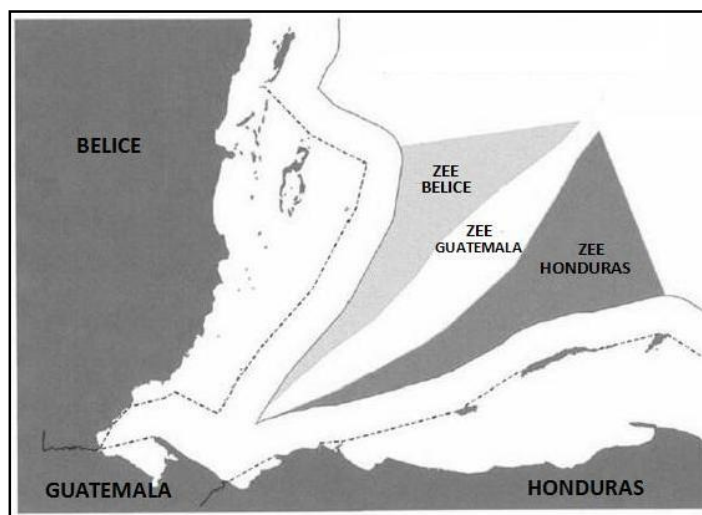 BELICE
ZEE
BELICE
ZEE
GUATEMALA
ZEE
HONDURAS
GUATEMALA
HONDURAS